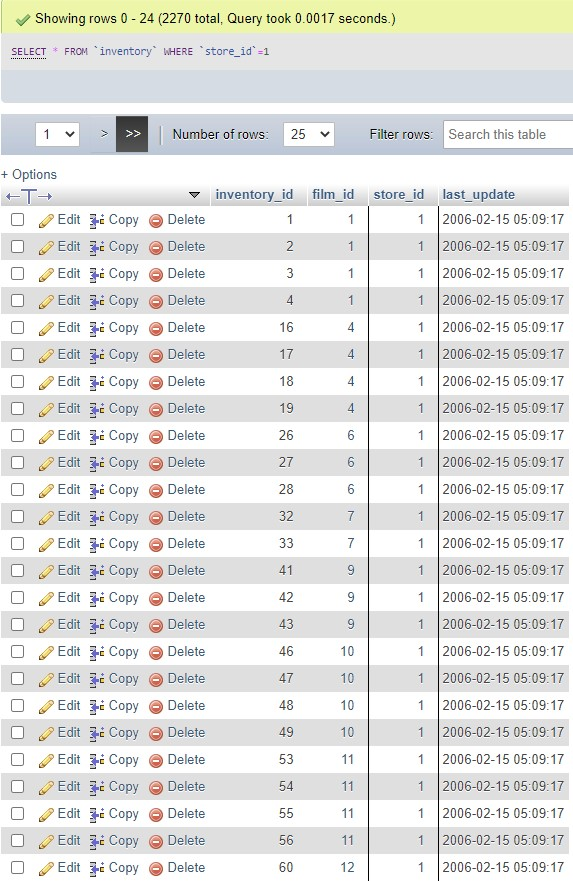 Showing rows 0 - 24 (2270 total, Query took 0.0017 seconds.)
SELECT * FROM `inventory` WHERE `store_id`=1
1 > >> Number of rows: 25 Filter rows: Search this table
+ Options
inventory_id film_id store_id last_update
Edit Copy Delete 1 1 1 2006-02-15 05:09:17
Edit Copy Delete 2 1 1 2006-02-15 05:09:17
Edit Copy Delete 3 1 1 2006-02-15 05:09:17
Edit Copy Delete 4 1 1 2006-02-15 05:09:17
Edit Copy Delete 16 4 1 2006-02-15 05:09:17
Edit Copy Delete 17 4 1 2006-02-15 05:09:17
Edit Copy Delete 18 4 1 2006-02-15 05:09:17
Edit Copy Delete 19 4 1 2006-02-15 05:09:17
Edit Copy Delete 26 6 1 2006-02-15 05:09:17
Edit Copy Delete 27 6 1 2006-02-15 05:09:17
Edit Copy Delete 28 6 1 2006-02-15 05:09:17
Edit Copy Delete 32 7 1 2006-02-15 05:09:17
Edit Copy Delete 33 7 1 2006-02-15 05:09:17
Edit Copy Delete 41 9 1 2006-02-15 05:09:17
Edit Copy Delete 42 9 1 2006-02-15 05:09:17
Edit Copy Delete 43 9 1 2006-02-15 05:09:17
Edit Copy Delete 46 10 1 2006-02-15 05:09:17
Edit Copy Delete 47 10 1 2006-02-15 05:09:17
Edit Copy Delete 48 10 1 2006-02-15 05:09:17
Edit Copy Delete 49 10 1 2006-02-15 05:09:17
Edit Copy Delete 53 11 1 2006-02-15 05:09:17
Edit Copy Delete 54 11 1 2006-02-15 05:09:17
Edit Copy Delete 55 11 1 2006-02-15 05:09:17
Edit Copy Delete 56 11 1 2006-02-15 05:09:17
Edit Copy Delete 60 12 1 2006-02-15 05:09:17